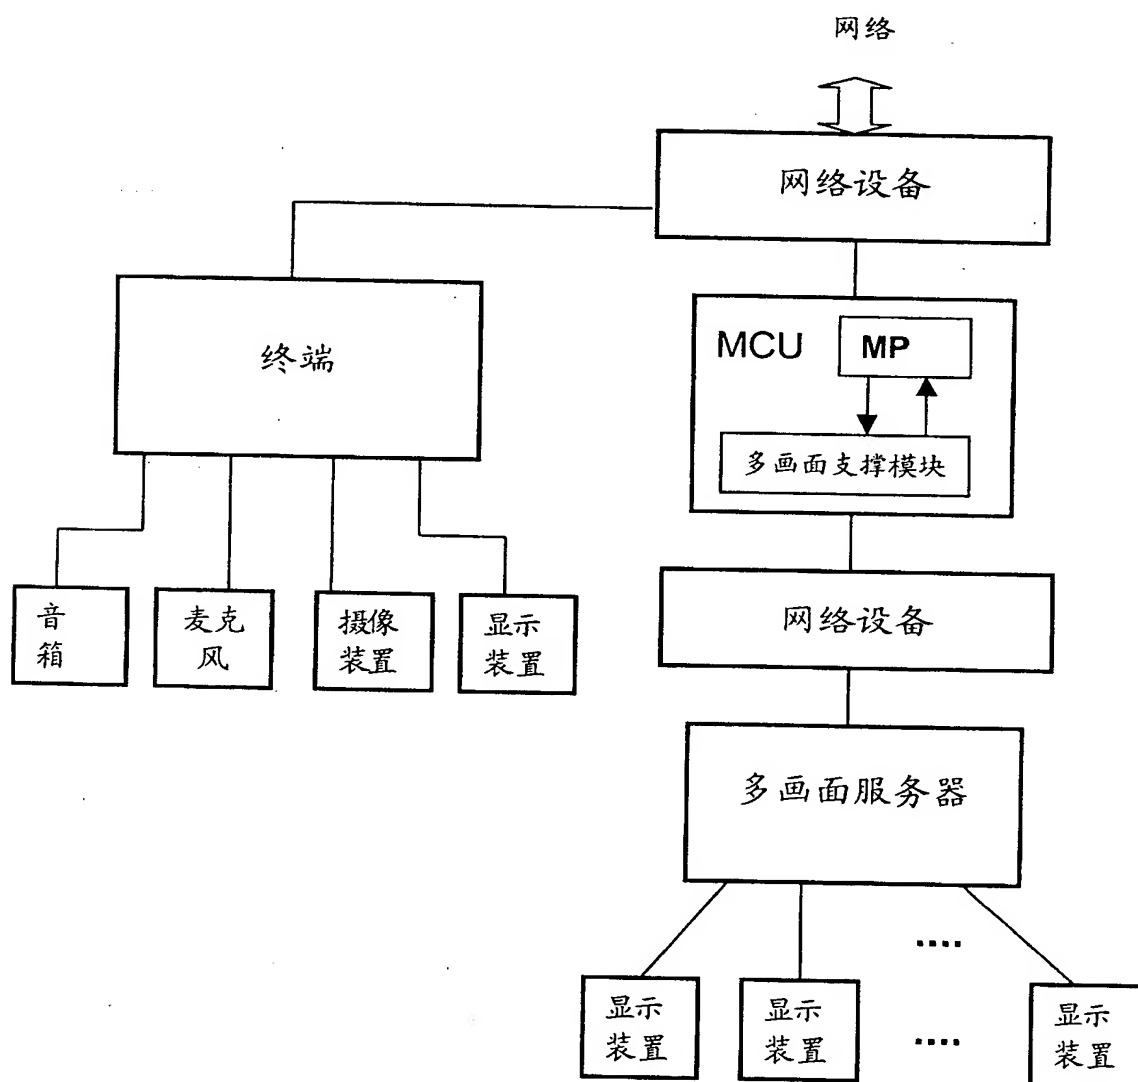 网络
网络设备
终端
MCU
MP
多画面支撑模块
音
箱
麦克
风
摄像
装置
显示
装置
网络设备
多画面服务器
....
显示
装置
显示
装置
....
显示
装置